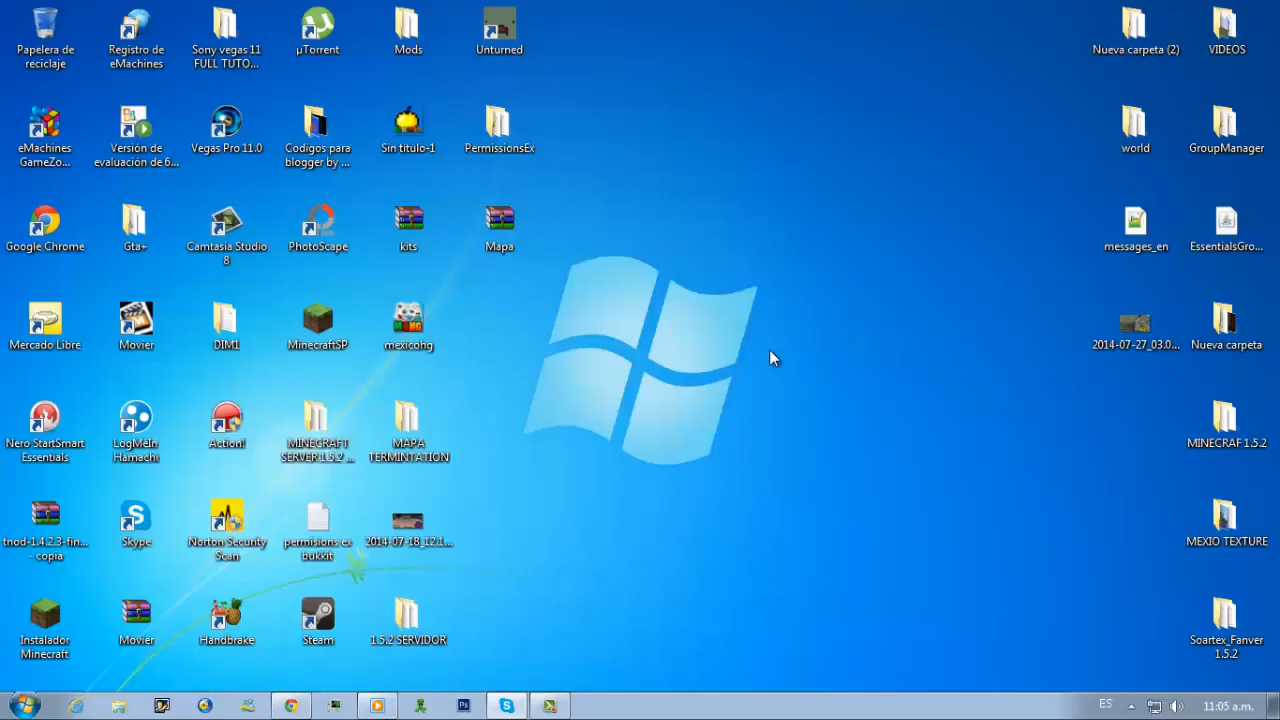 Papelera de
reciclaje
Registro de
eMachines
Sony vegas 11
FULL TUTO...
µTorrent
Mods
Unturned
Nueva carpeta (2)
VIDEOS
eMachines
GameZo...
Versión de
evaluación de 6...
Vegas Pro 11.0
Codigos para
blogger by ...
Sin titulo-1
PermissionsEx
world
GroupManager
Google Chrome
Gta+
Camtasia Studio
8
PhotoScape
kits
Mapa
messages_en
EssentialsGro...
Mercado Libre
Movier
DIM1
MinecraftSP
mexicohg
2014-07-27_03.0...
Nueva carpeta
Nero StartSmart
Essentials
LogMeIn
Hamachi
Action!
MINECRAFT
SERVER 1.5.2 ...
MAPA
TERMINTATION
MINECRAF 1.5.2
tnod-1.4.2.3-fin...
- copia
Skype
Norton Security
Scan
permisions ex
bukkit
2014-07-18_12.1...
MEXIO TEXTURE
Instalador
Minecraft
Movier
Handbrake
Steam
1.5.2 SERVIDOR
Soartex_Fanver
1.5.2
Ps
ES
11:05 a.m.